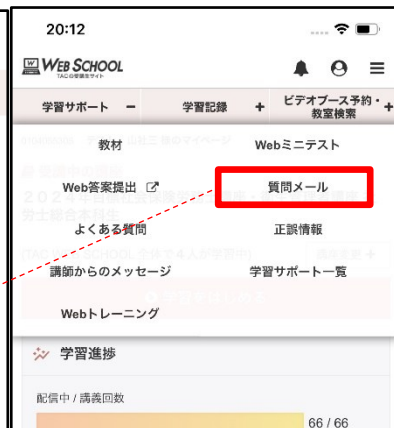 20:12
WEB SCHOOL
TACの受講生サイト
学習サポート − 学習記録 + ビデオブース予約・教室検索 +
教材 Webミニテスト
Web答案提出 質問メール
よくある質問 正誤情報
講師からのメッセージ 学習サポート一覧
Webトレーニング
学習進捗
配信中 / 講義回数
66 / 66